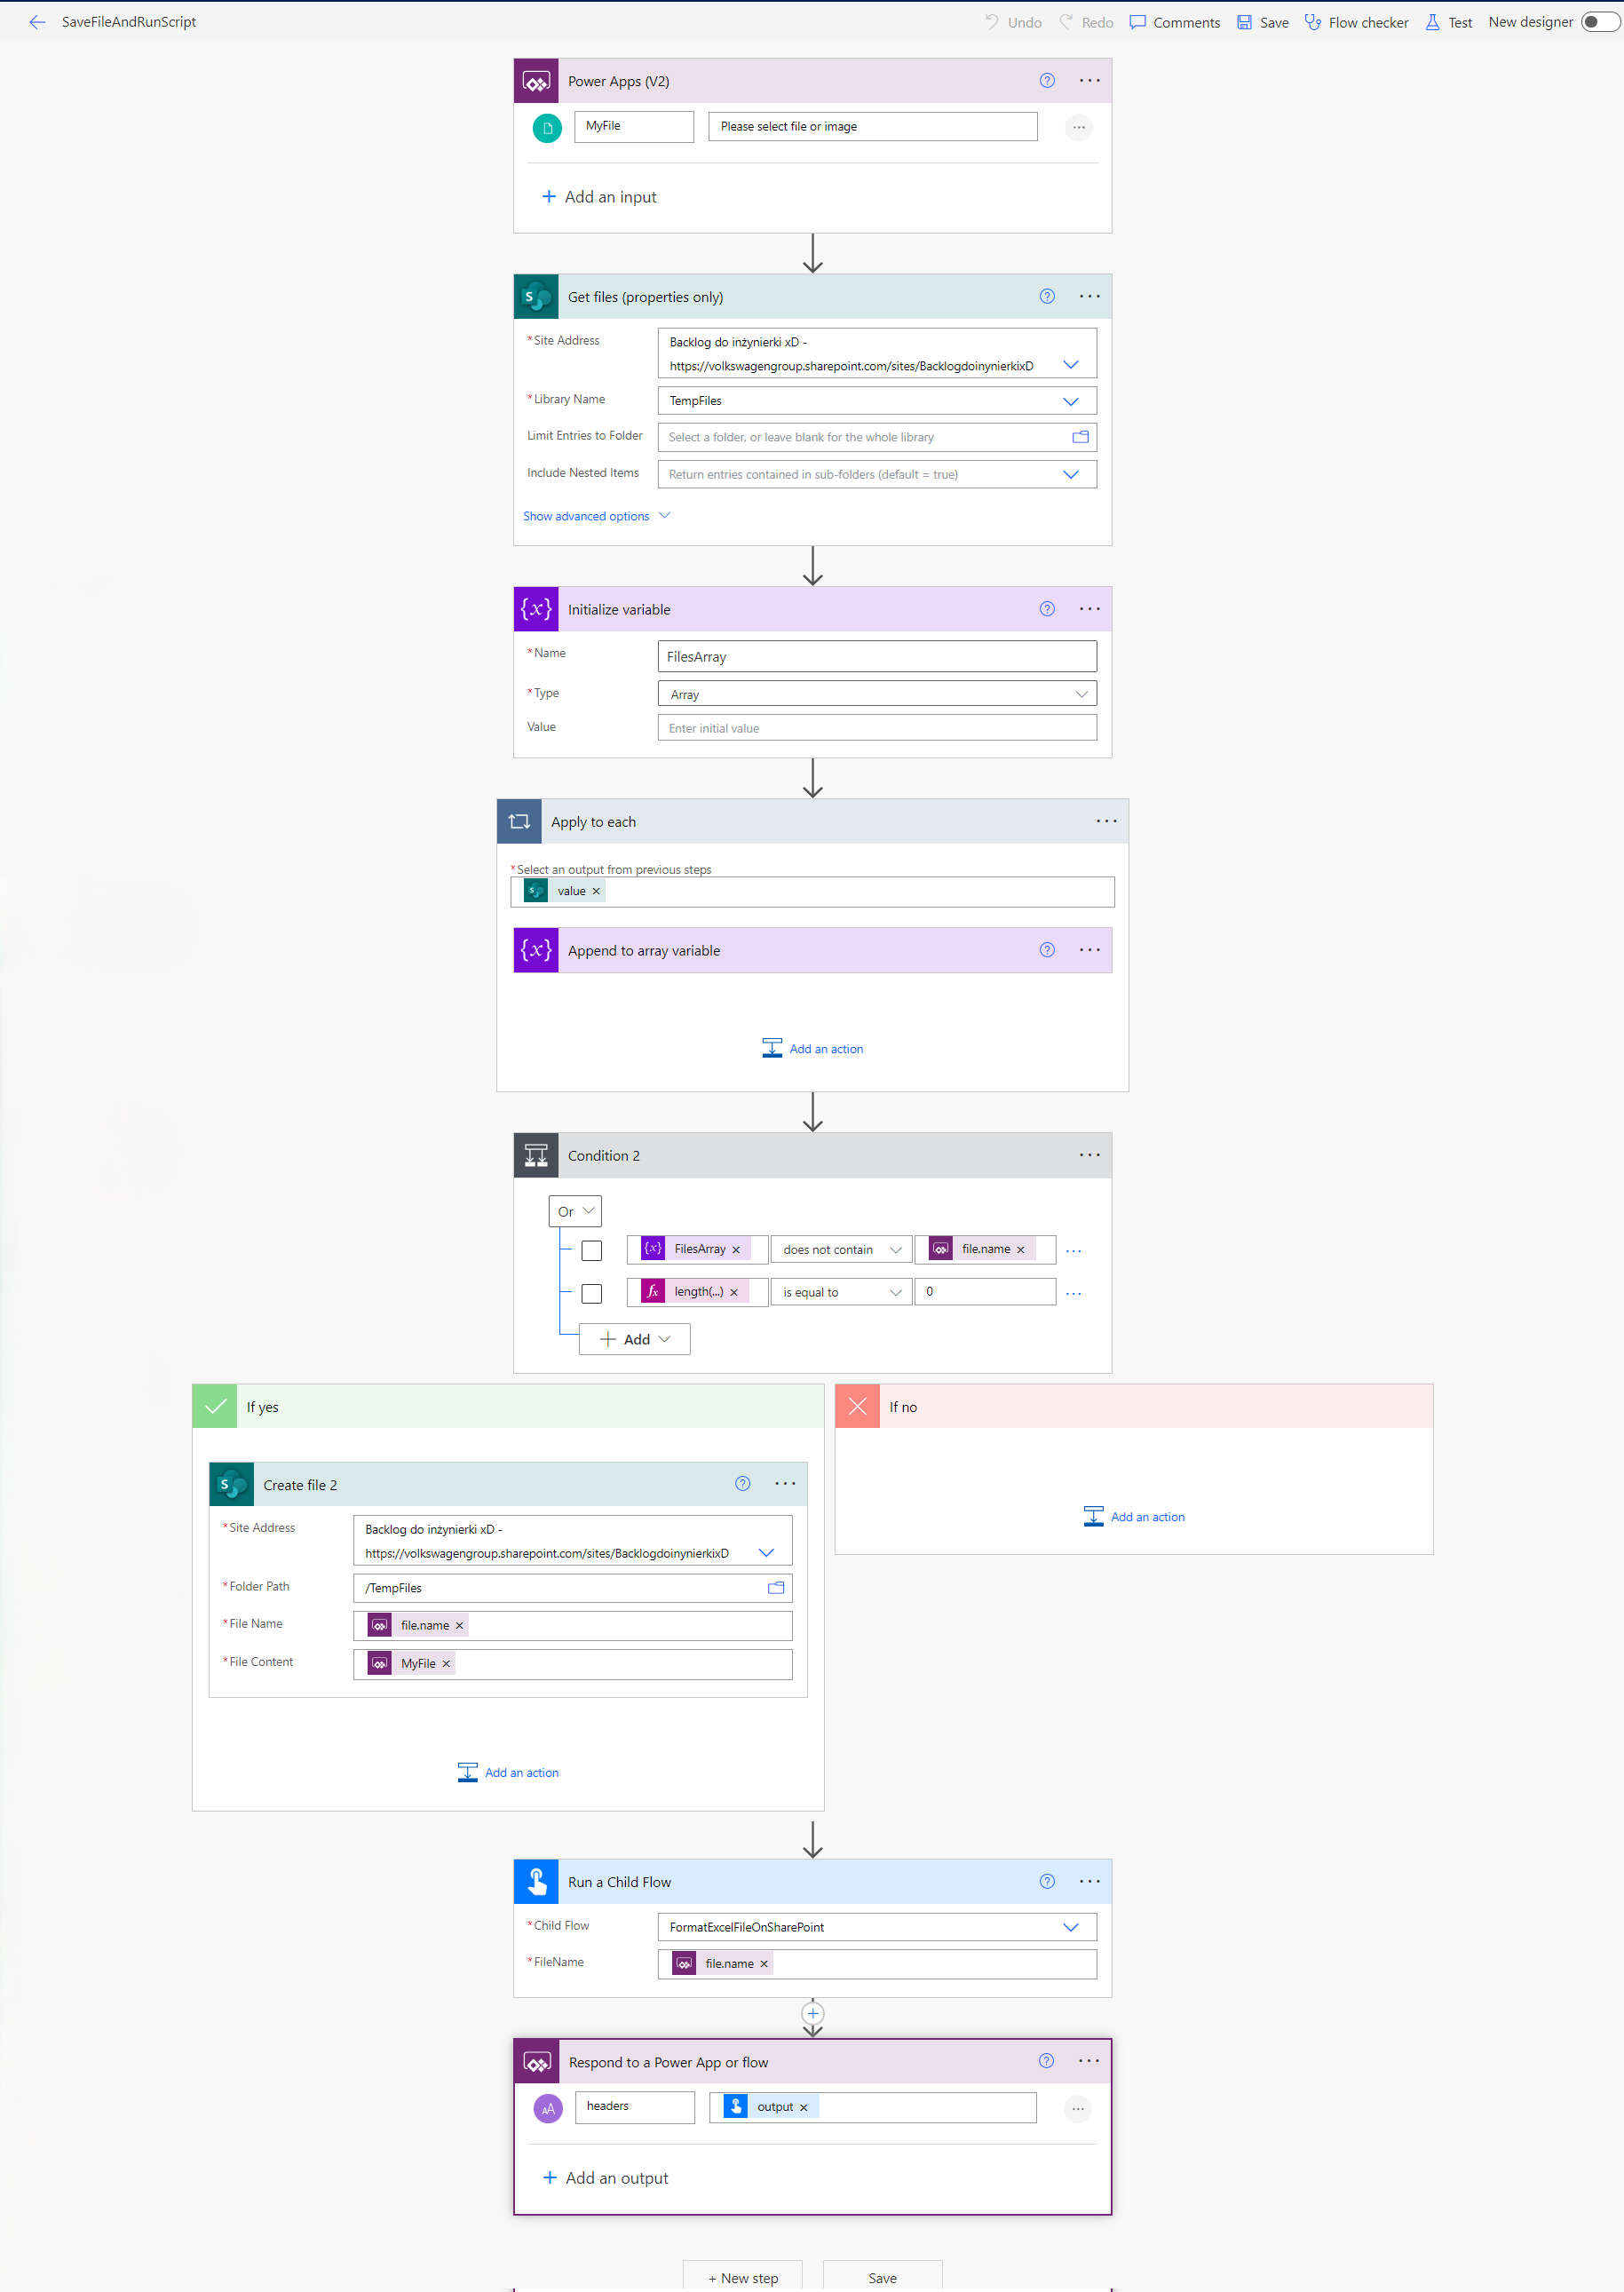 SaveFileAndRunScript
Undo Redo Comments Save Flow checker Test New designer
Power Apps (V2)
MyFile Please select file or image
Add an input
Get files (properties only)
* Site Address Backlog do inżynierki xD -
https://volkswagengroup.sharepoint.com/sites/BacklogdoinynierkixD
* Library Name TempFiles
Limit Entries to Folder Select a folder, or leave blank for the whole library
Include Nested Items Return entries contained in sub-folders (default = true)
Show advanced options
{x} Initialize variable
* Name FilesArray
* Type Array
Value Enter initial value
Apply to each
* Select an output from previous steps
value ×
{x} Append to array variable
Add an action
Condition 2
Or
{x} FilesArray × does not contain file.name ×
fx length(...) × is equal to 0
+ Add
If yes
If no
Create file 2
Add an action
* Site Address Backlog do inżynierki xD -
https://volkswagengroup.sharepoint.com/sites/BacklogdoinynierkixD
* Folder Path /TempFiles
* File Name file.name ×
* File Content MyFile ×
Add an action
Run a Child Flow
* Child Flow FormatExcelFileOnSharePoint
* FileName file.name ×
Respond to a Power App or flow
AA headers output ×
+ Add an output
+ New step Save